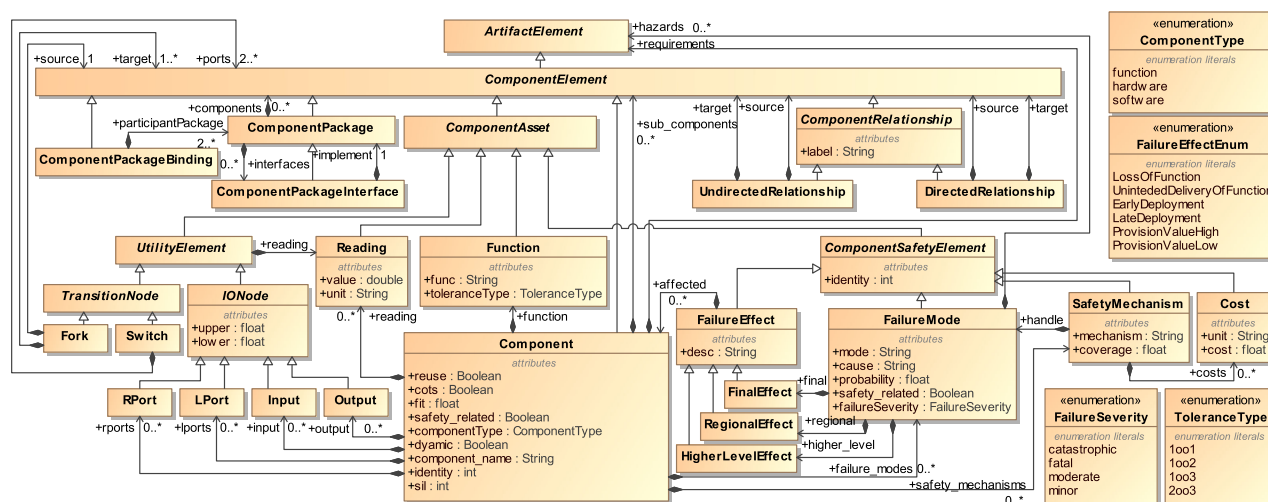 ArtifactElement
+hazards
0..*
+requirements
+source
1
+target
1..*
+ports
2..*
ComponentElement
+components
0..*
+participantPackage
2..*
ComponentPackage
ComponentPackageBinding
0..*
+interfaces
+implement
1
ComponentPackageInterface
ComponentAsset
+sub_components
0..*
+target
+source
ComponentRelationship
attributes
+label : String
+source
+target
UndirectedRelationship
DirectedRelationship
«enumeration»
ComponentType
enumeration literals
function
hardware
software
«enumeration»
FailureEffectEnum
enumeration literals
LossOfFunction
UnintededDeliveryOfFunction
EarlyDeployment
LateDeployment
ProvisionValueHigh
ProvisionValueLow
UtilityElement
+reading
Reading
attributes
+value : double
+unit : String
0..*
+reading
Function
attributes
+func : String
+toleranceType : ToleranceType
+function
ComponentSafetyElement
attributes
+identity : int
TransitionNode
Fork
Switch
IONode
attributes
+upper : float
+lower : float
RPort
LPort
Input
Output
+rports
0..*
+lports
0..*
+input
0..*
+output
0..*
Component
attributes
+reuse : Boolean
+cots : Boolean
+fit : float
+safety_related : Boolean
+componentType : ComponentType
+dyamic : Boolean
+component_name : String
+identity : int
+sil : int
+affected
0..*
FailureEffect
attributes
+desc : String
FinalEffect
RegionalEffect
HigherLevelEffect
+final
+regional
+higher_level
FailureMode
attributes
+mode : String
+cause : String
+probability : float
+safety_related : Boolean
+failureSeverity : FailureSeverity
+failure_modes
0..*
+safety_mechanisms
0..*
+handle
SafetyMechanism
attributes
+mechanism : String
+coverage : float
+costs
0..*
Cost
attributes
+unit : String
+cost : float
«enumeration»
FailureSeverity
enumeration literals
catastrophic
fatal
moderate
minor
«enumeration»
ToleranceType
enumeration literals
1oo1
1oo2
1oo3
2oo3